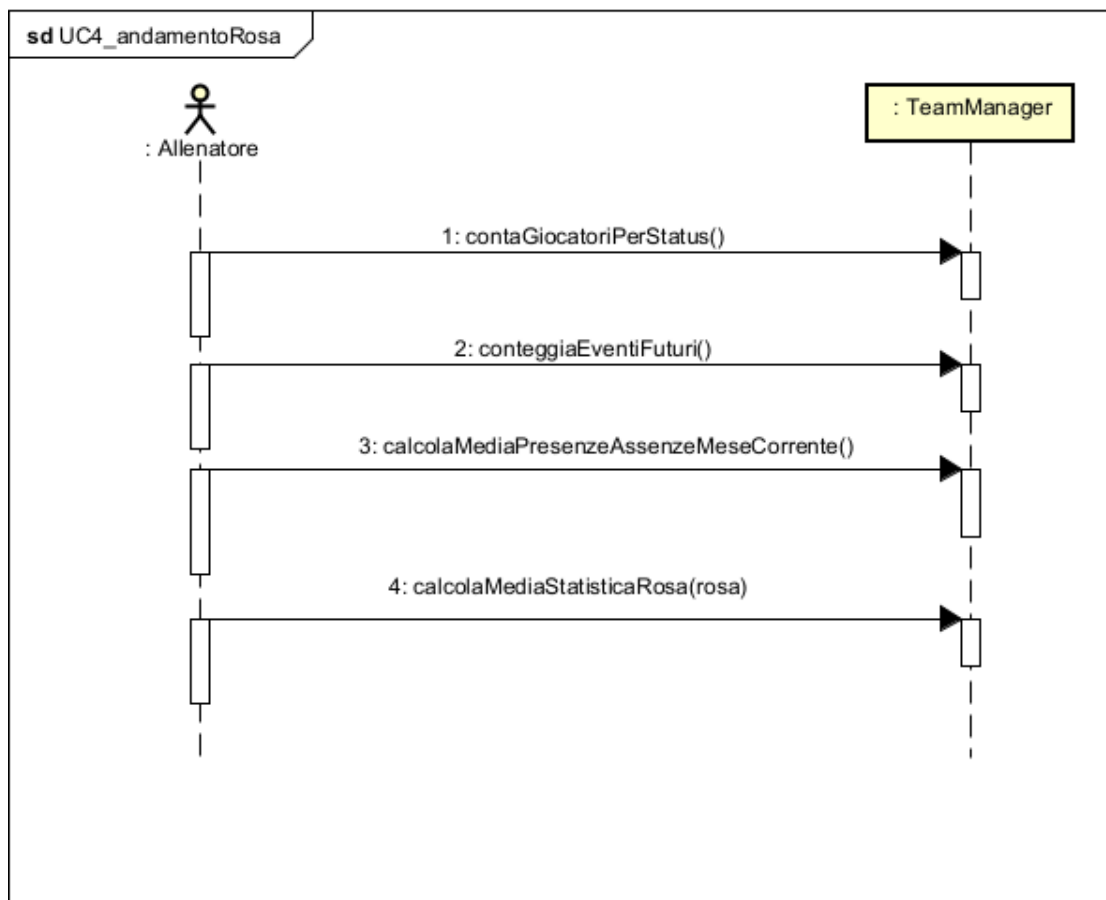 sd UC4_andamentoRosa
: Allenatore
: TeamManager
1: contaGiocatoriPerStatus()
2: conteggiaEventiFuturi()
3: calcolaMediaPresenzeAssenzeMeseCorrente()
4: calcolaMediaStatisticaRosa(rosa)